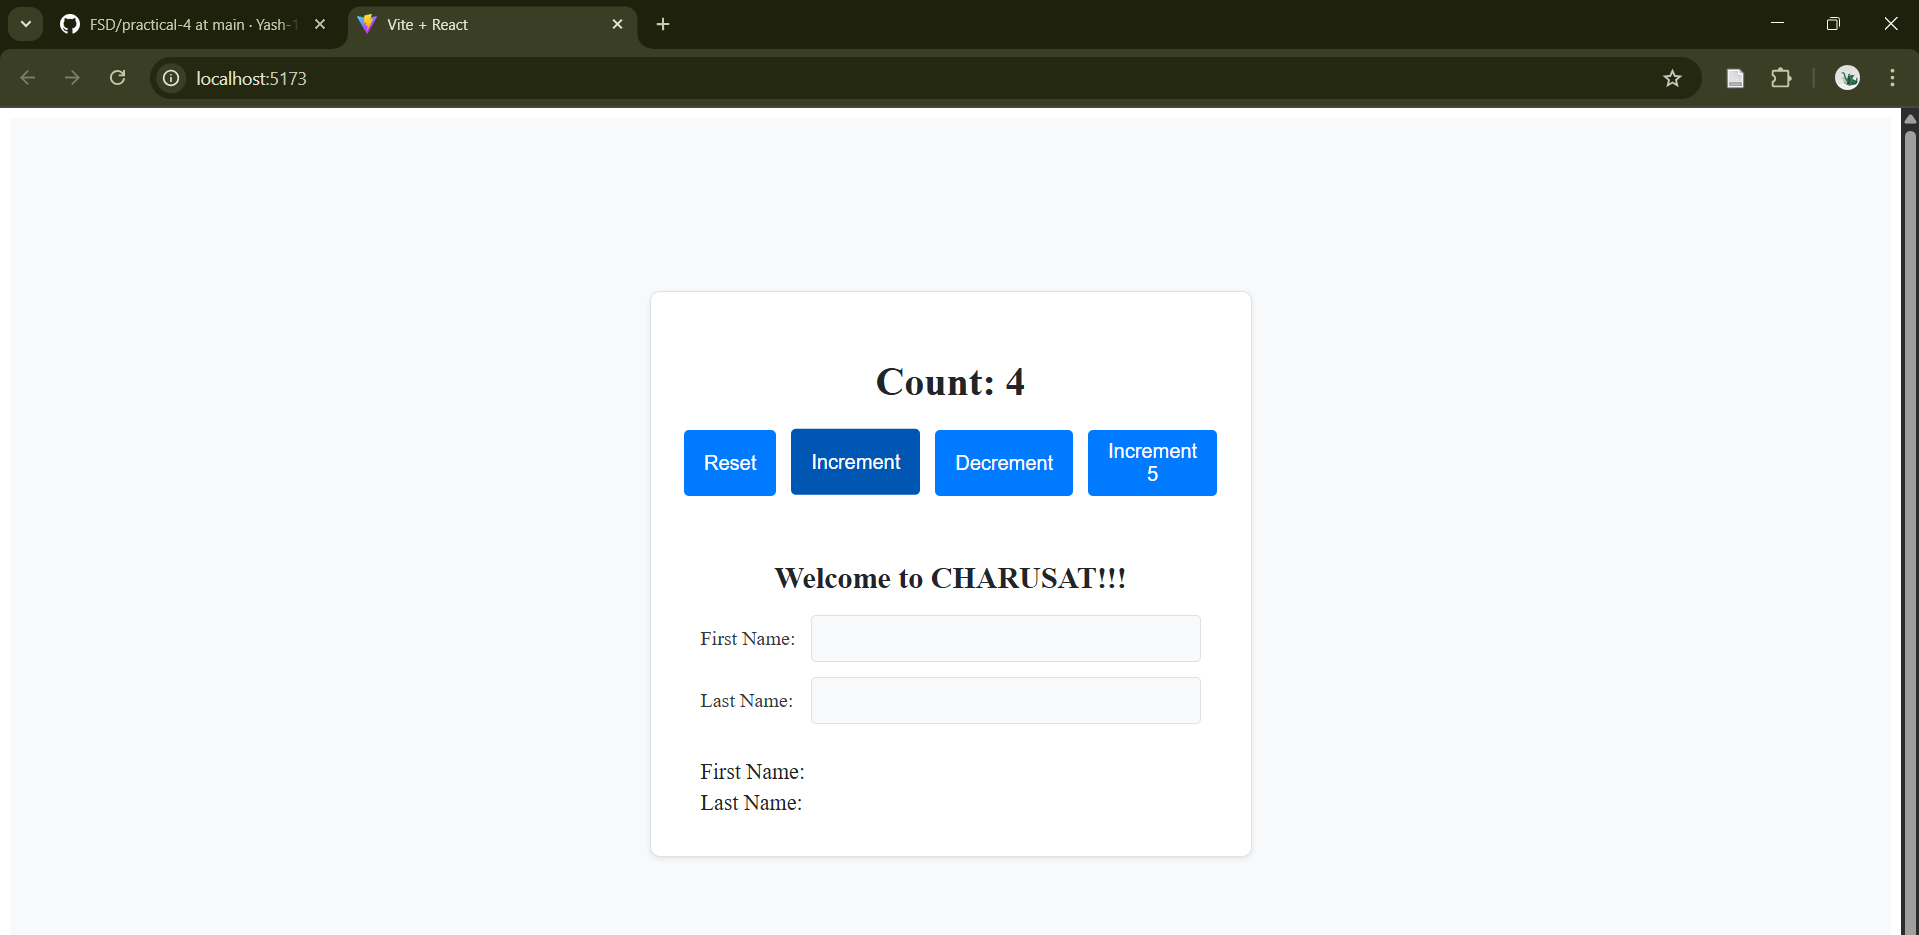 FSD/practical-4 at main · Yash-1
Vite + React
localhost:5173
Count: 4
Reset
Increment
Decrement
Increment
5
Welcome to CHARUSAT!!!
First Name:
Last Name:
First Name:
Last Name: